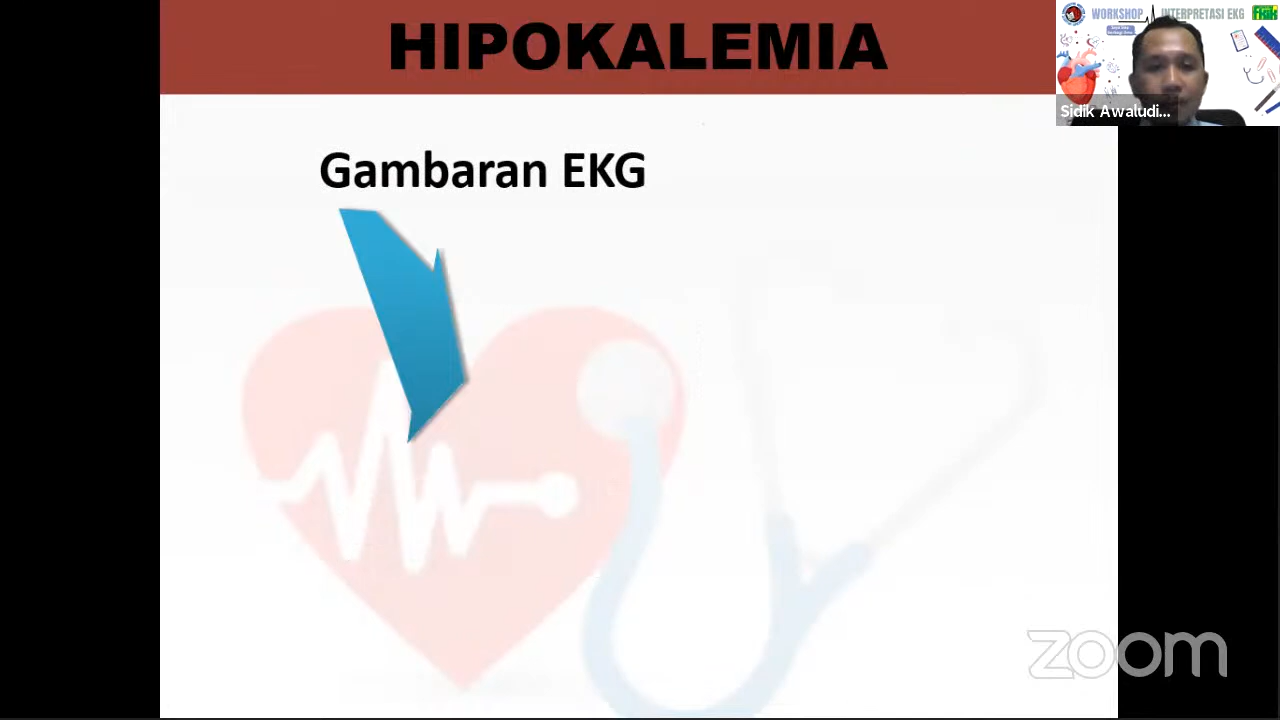 HIPOKALEMIA
WORKSHOP INTERPRETASI EKG
Sidik Awaludi...
Gambaran EKG
zoom